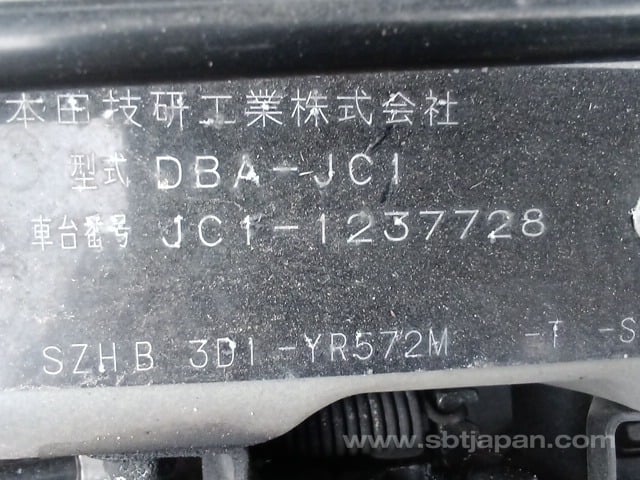 本田技研工業株式会社
型式 DBA-JC1
車台番号 JC1-1237728
SZHB 3D1-YR572M -T -S
www.sbtjapan.com